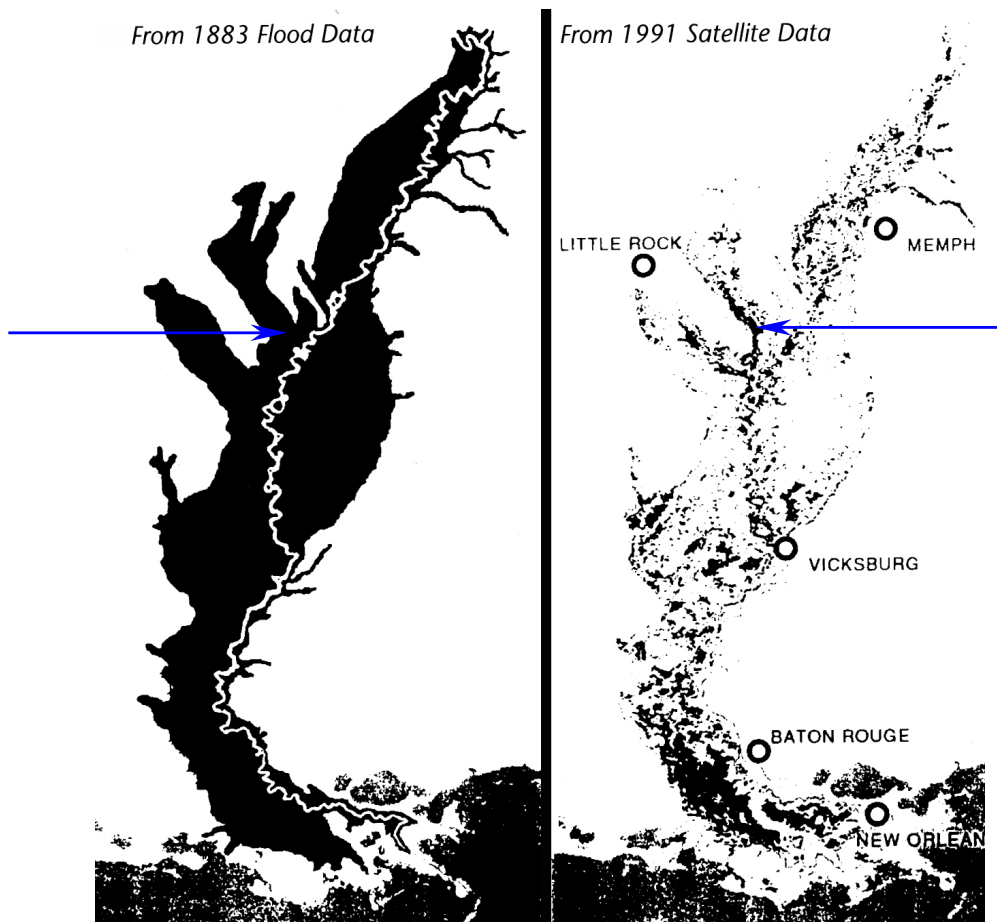 From 1883 Flood Data
From 1991 Satellite Data
LITTLE ROCK
MEMPH
VICKSBURG
BATON ROUGE
NEW ORLEAN